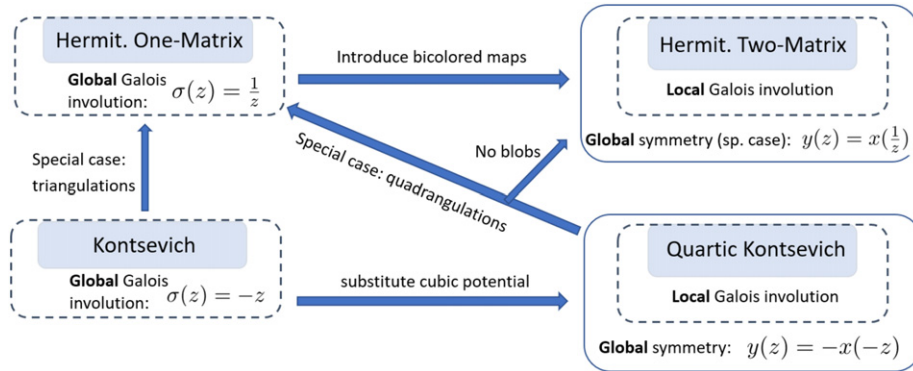 Hermit. One-Matrix
Global Galois
involution: σ(z) = 1/z
Introduce bicolored maps
Hermit. Two-Matrix
Local Galois involution
Global symmetry (sp. case): y(z) = x(1/z)
Special case:
triangulations
No blobs
Special case: quadrangulations
Kontsevich
Global Galois
involution: σ(z) = −z
substitute cubic potential
Quartic Kontsevich
Local Galois involution
Global symmetry: y(z) = −x(−z)